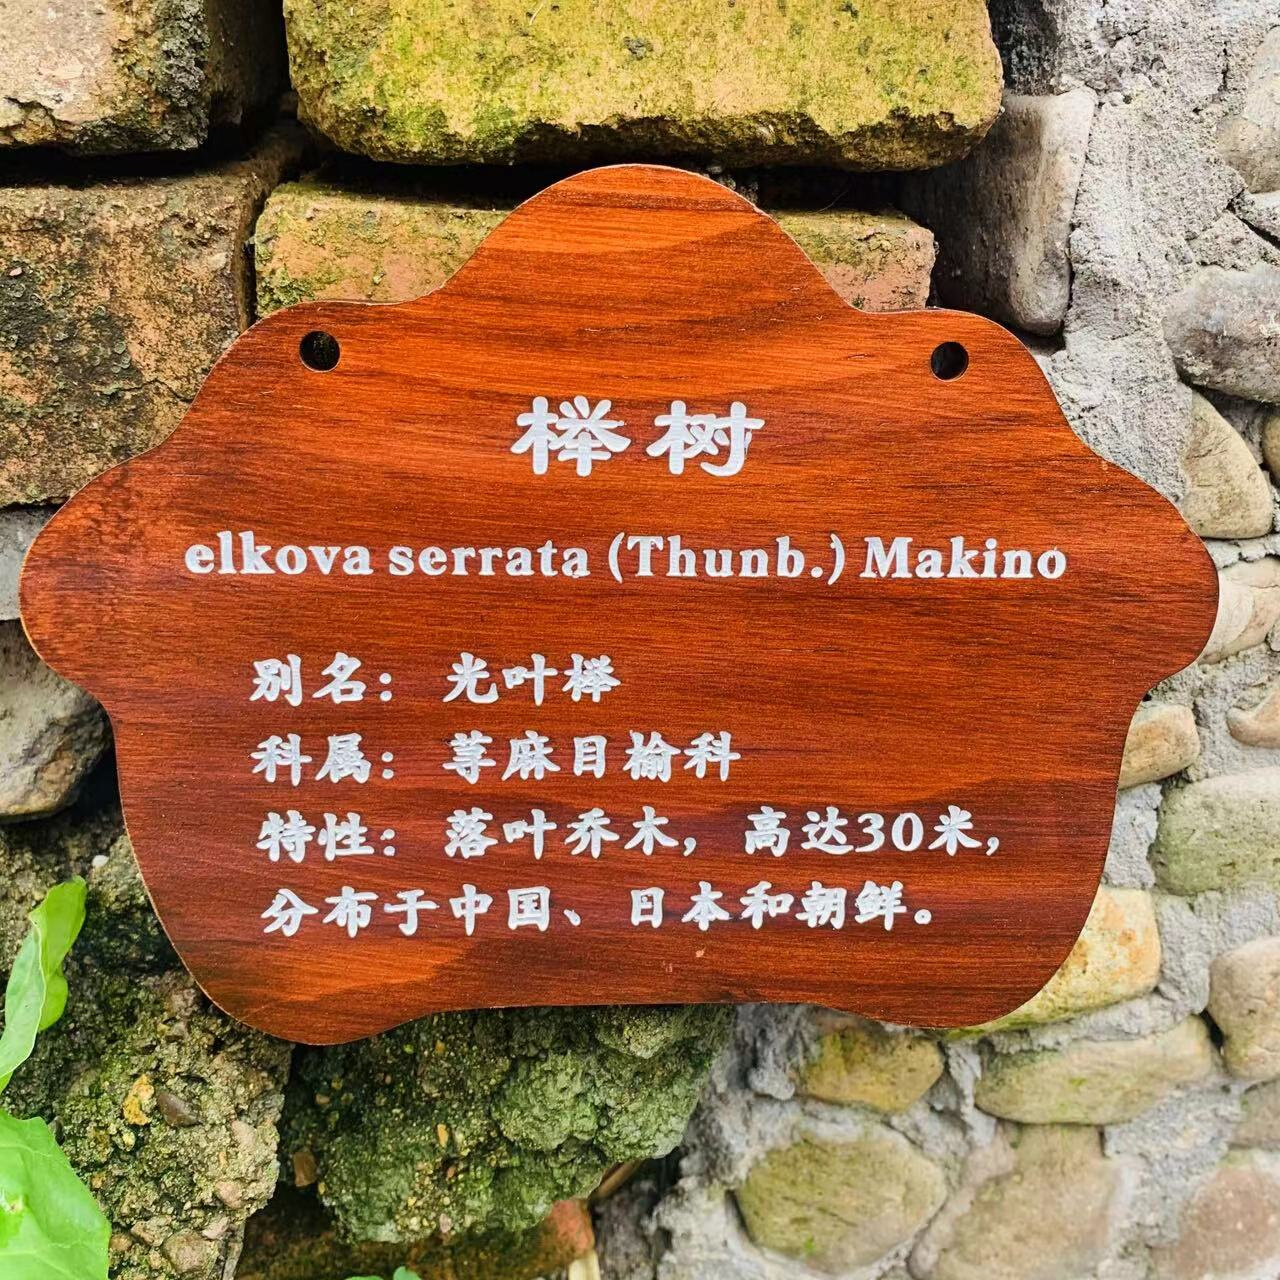 榉树
elkova serrata (Thunb.) Makino
别名： 光叶榉
科属： 荨麻目榆科
特性： 落叶乔木，高达30米，
分布于中国、日本和朝鲜。